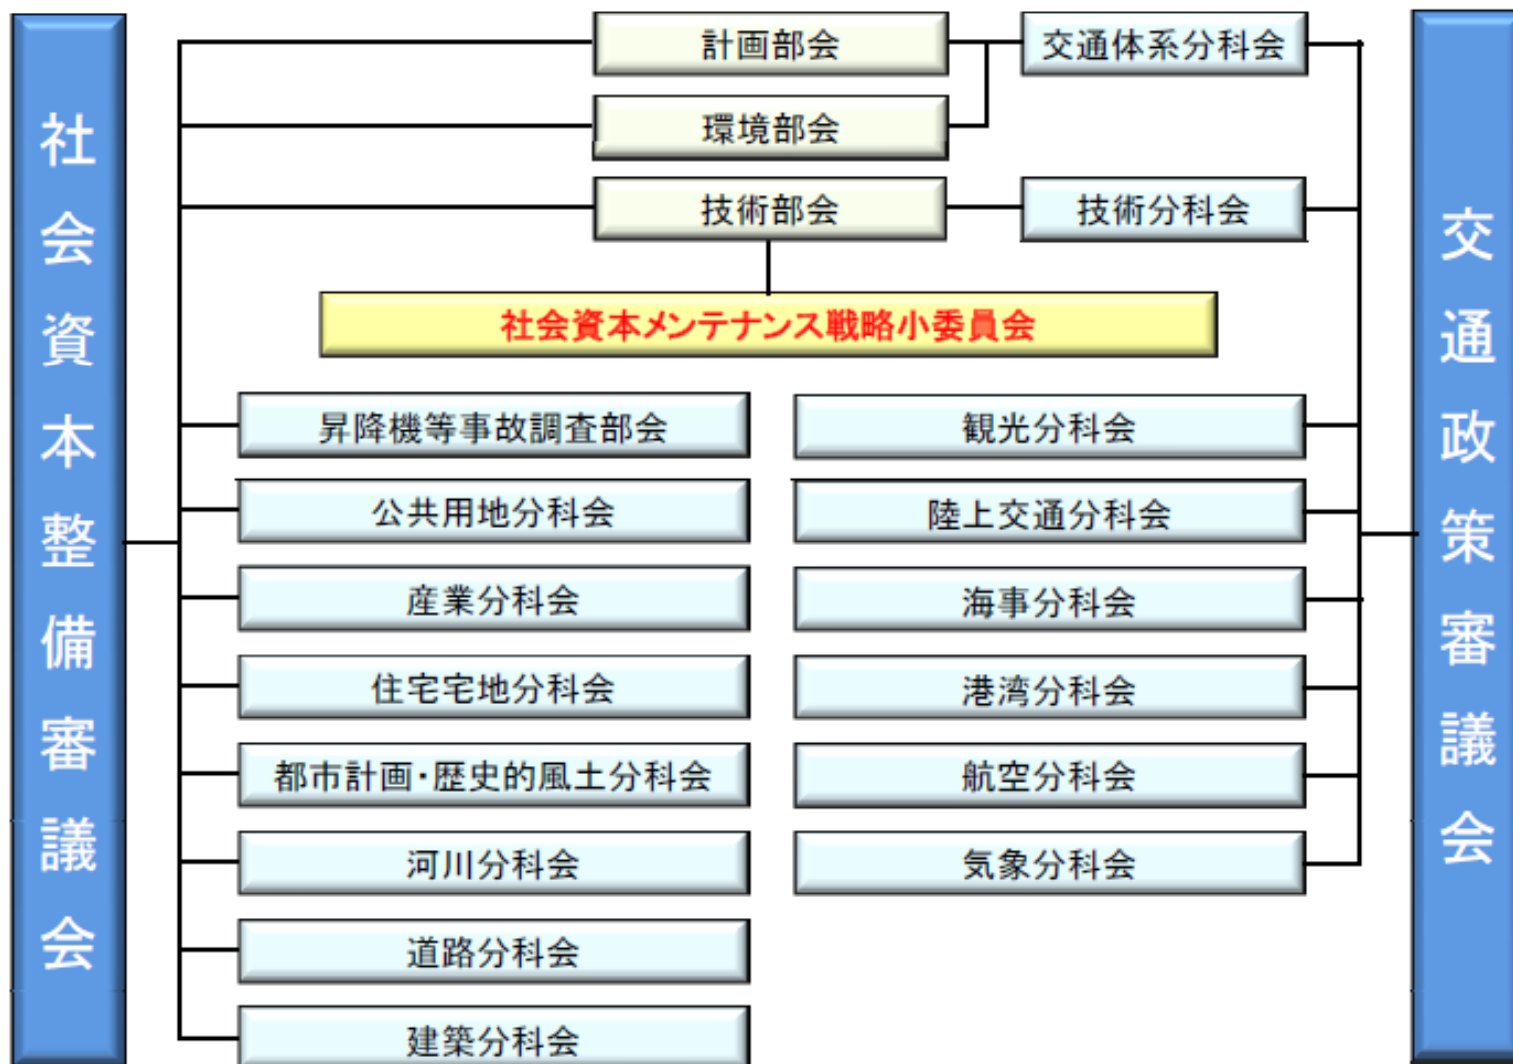 社会資本整備審議会
計画部会
交通体系分科会
環境部会
技術部会
技術分科会
社会資本メンテナンス戦略小委員会
昇降機等事故調査部会
観光分科会
公共用地分科会
陸上交通分科会
産業分科会
海事分科会
住宅宅地分科会
港湾分科会
都市計画・歴史的風土分科会
航空分科会
河川分科会
気象分科会
道路分科会
建築分科会
交通政策審議会